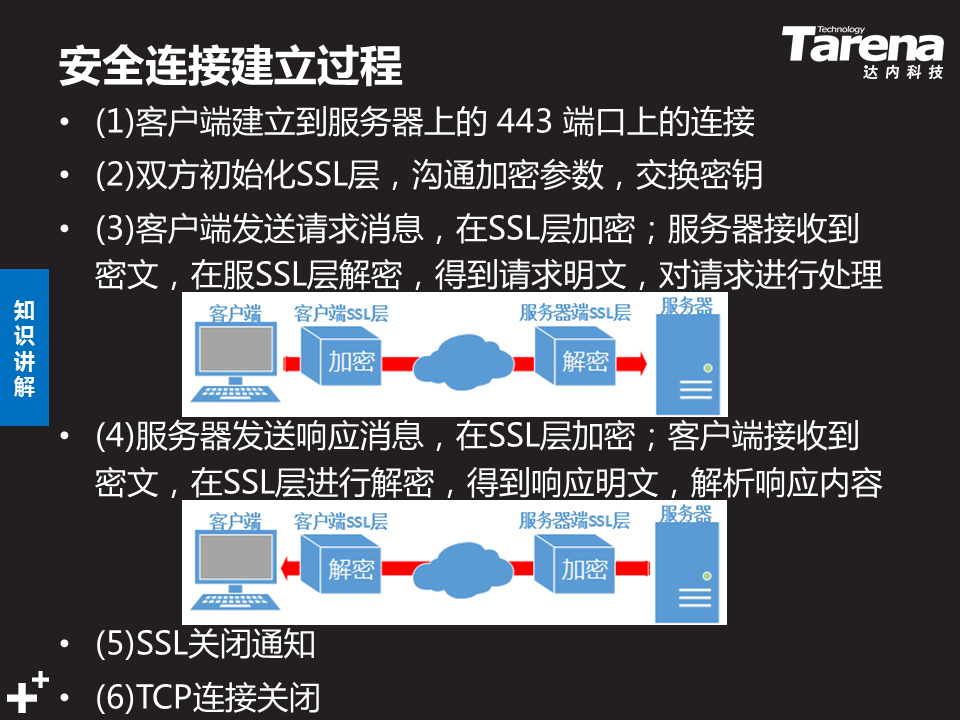 Technology
Tarena
达内科技
安全连接建立过程
• (1)客户端建立到服务器上的 443 端口上的连接
• (2)双方初始化SSL层，沟通加密参数，交换密钥
• (3)客户端发送请求消息，在SSL层加密；服务器接收到
密文，在服SSL层解密，得到请求明文，对请求进行处理
知识讲解
客户端 客户端SSL层 服务器端SSL层 服务器
加密 解密
• (4)服务器发送响应消息，在SSL层加密；客户端接收到
密文，在SSL层进行解密，得到响应明文，解析响应内容
客户端 客户端SSL层 服务器端SSL层 服务器
解密 加密
• (5)SSL关闭通知
• (6)TCP连接关闭